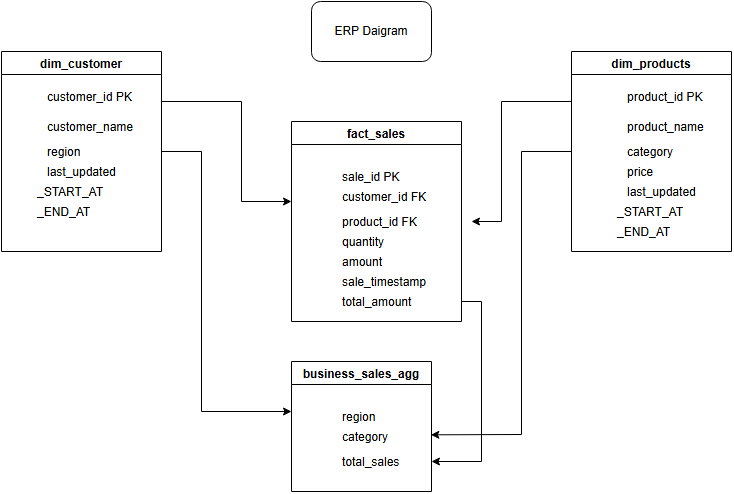 ERP Daigram
dim_customer
customer_id PK
customer_name
region
last_updated
_START_AT
_END_AT
fact_sales
sale_id PK
customer_id FK
product_id FK
quantity
amount
sale_timestamp
total_amount
dim_products
product_id PK
product_name
category
price
last_updated
_START_AT
_END_AT
business_sales_agg
region
category
total_sales